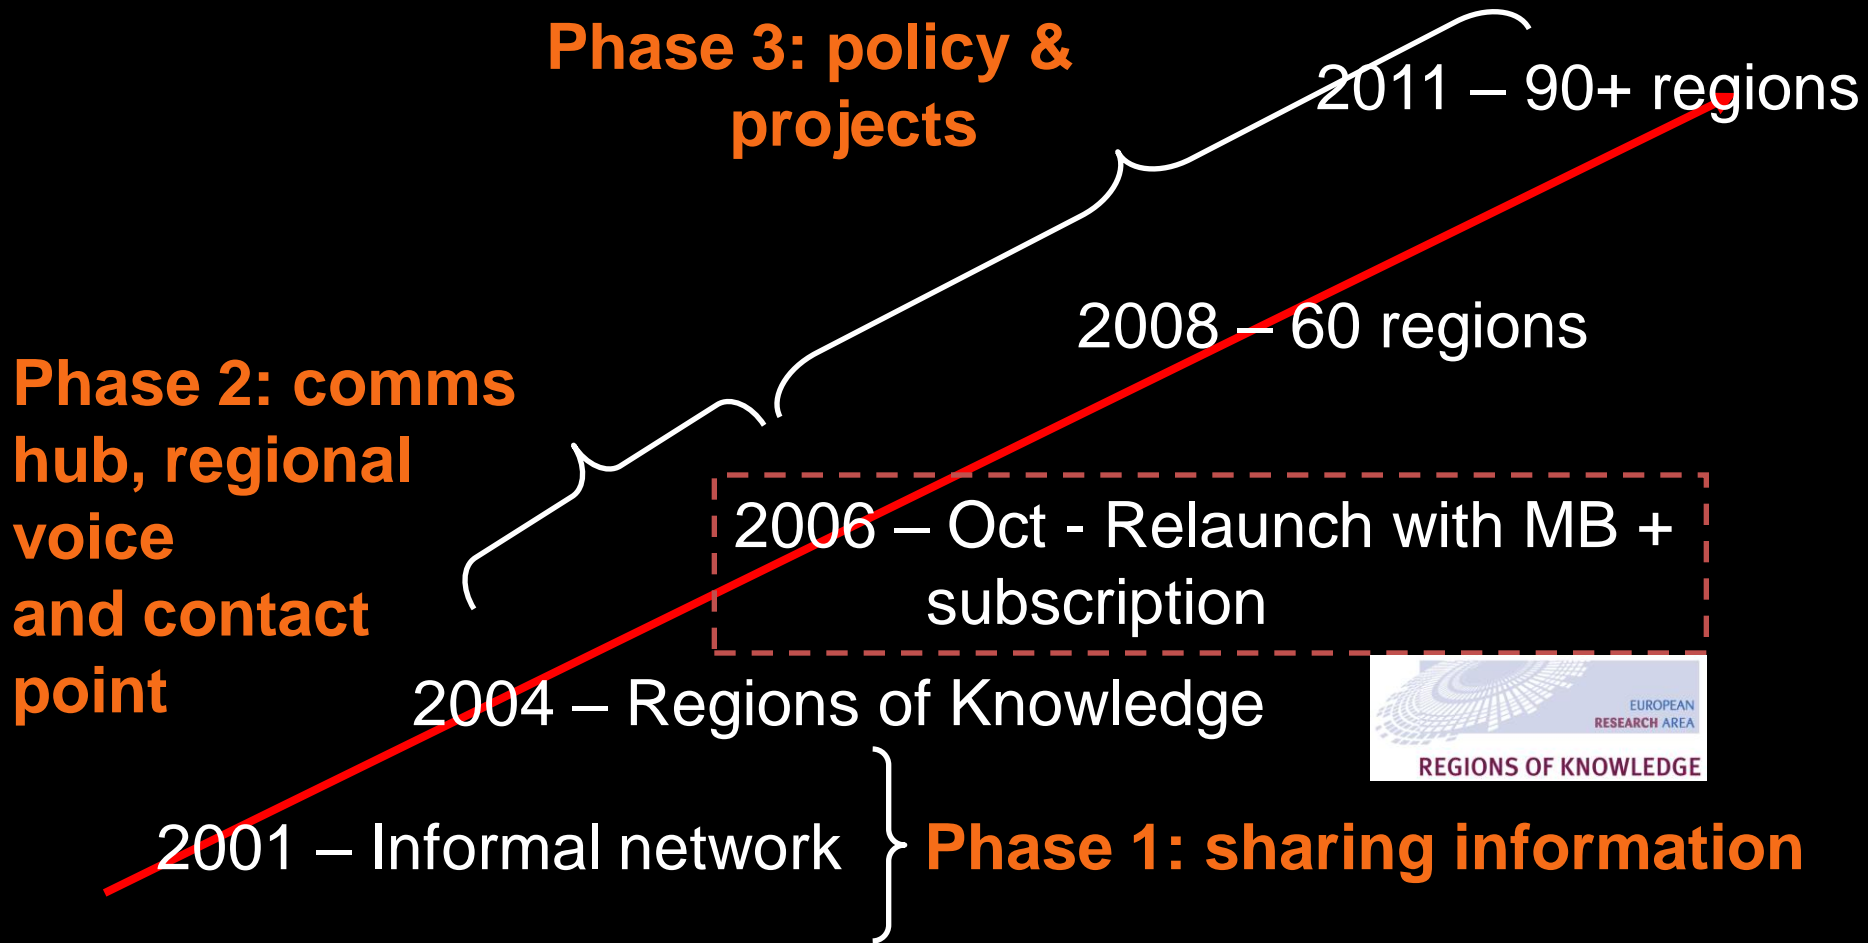 Phase 3: policy &
projects
2011 – 90+ regions
2008 – 60 regions
Phase 2: comms
hub, regional
voice
and contact
point
2006 – Oct - Relaunch with MB +
subscription
2004 – Regions of Knowledge
EUROPEAN
RESEARCH AREA
REGIONS OF KNOWLEDGE
2001 – Informal network
Phase 1: sharing information